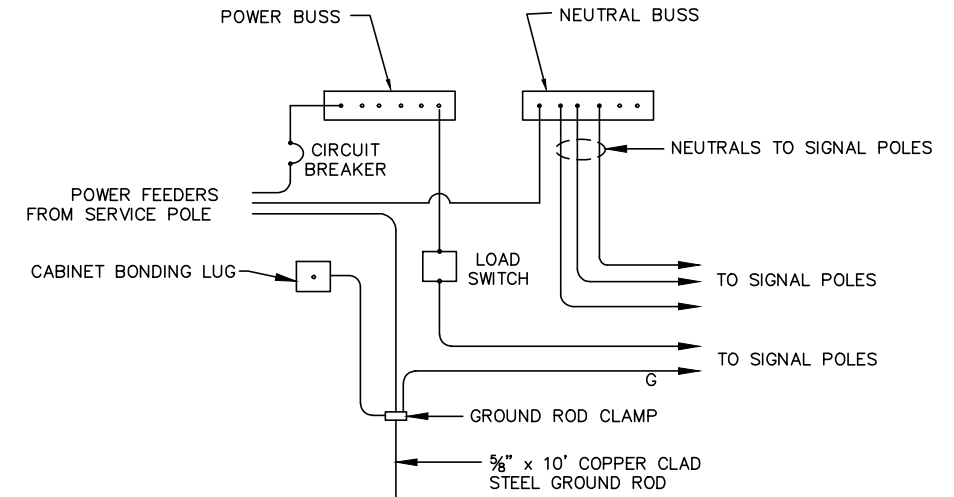 POWER BUSS
NEUTRAL BUSS
CIRCUIT
BREAKER
NEUTRALS TO SIGNAL POLES
POWER FEEDERS
FROM SERVICE POLE
CABINET BONDING LUG
LOAD
SWITCH
TO SIGNAL POLES
TO SIGNAL POLES
G
GROUND ROD CLAMP
⅝" x 10' COPPER CLAD
STEEL GROUND ROD